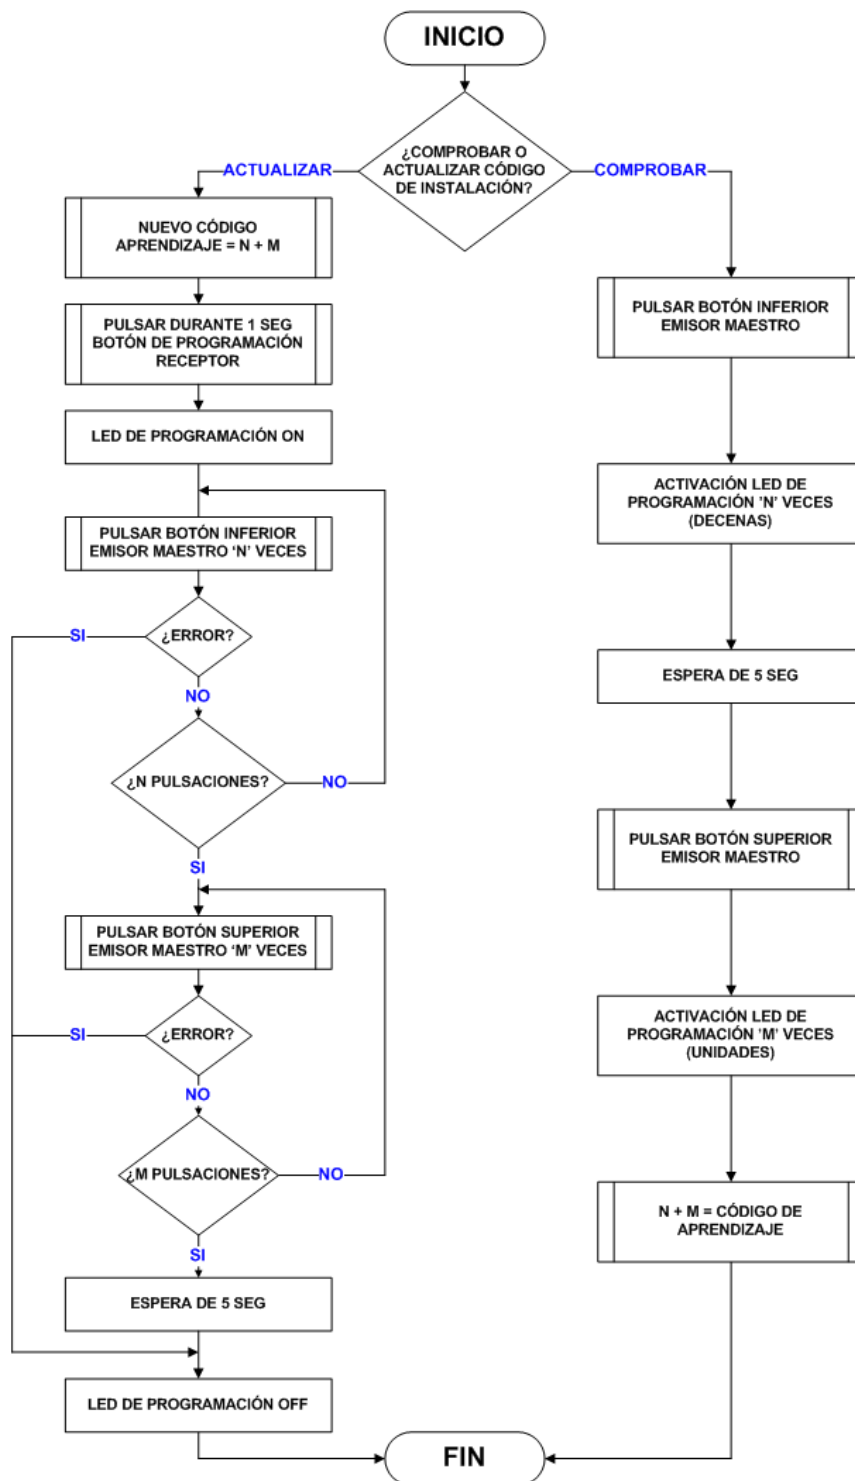 INICIO
¿COMPROBAR O
ACTUALIZAR CÓDIGO
DE INSTALACIÓN?
ACTUALIZAR
COMPROBAR
NUEVO CÓDIGO
APRENDIZAJE = N + M
PULSAR DURANTE 1 SEG
BOTÓN DE PROGRAMACIÓN
RECEPTOR
LED DE PROGRAMACIÓN ON
PULSAR BOTÓN INFERIOR
EMISOR MAESTRO ‘N’ VECES
¿ERROR?
SI
NO
¿N PULSACIONES?
NO
SI
PULSAR BOTÓN SUPERIOR
EMISOR MAESTRO ‘M’ VECES
¿ERROR?
SI
NO
¿M PULSACIONES?
NO
SI
ESPERA DE 5 SEG
LED DE PROGRAMACIÓN OFF
PULSAR BOTÓN INFERIOR
EMISOR MAESTRO
ACTIVACIÓN LED DE
PROGRAMACIÓN ’N’ VECES
(DECENAS)
ESPERA DE 5 SEG
PULSAR BOTÓN SUPERIOR
EMISOR MAESTRO
ACTIVACIÓN LED DE
PROGRAMACIÓN ’M’ VECES
(UNIDADES)
N + M = CÓDIGO DE
APRENDIZAJE
FIN